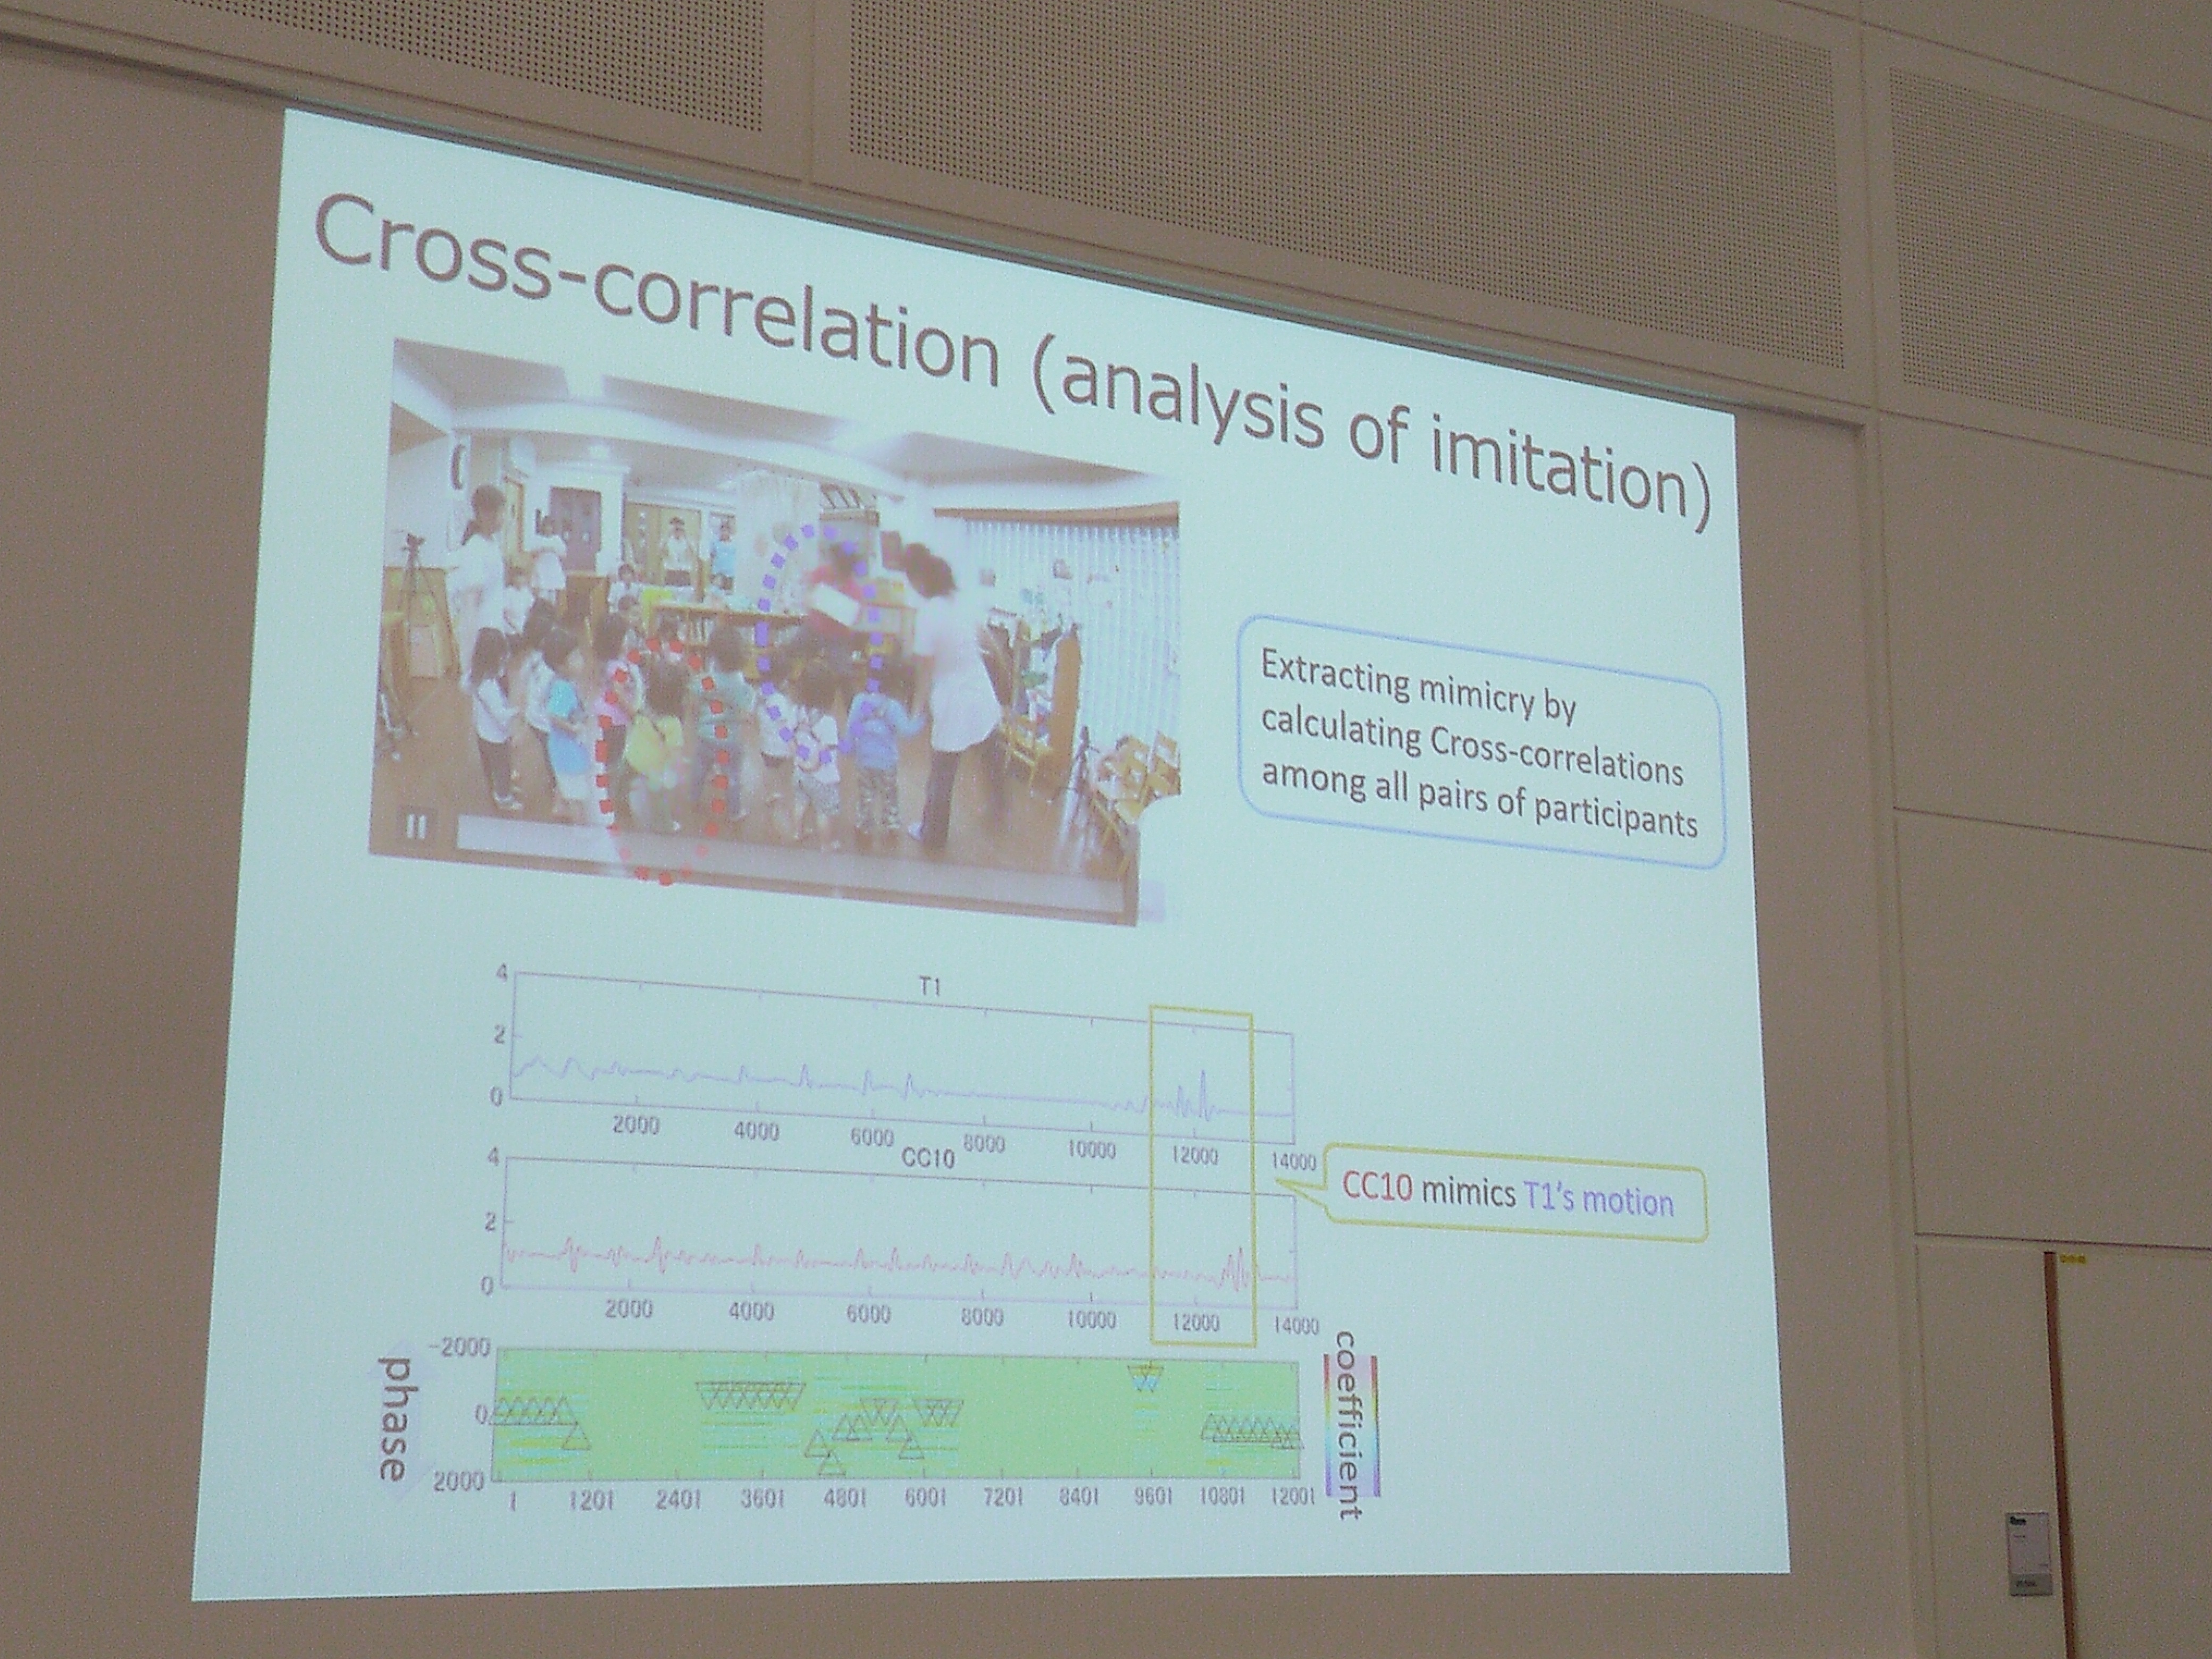 Cross-correlation (analysis of imitation)
Extracting mimicry by
calculating Cross-correlations
among all pairs of participants
T1
4
2
0
2000 4000 6000 8000 10000 12000 14000
CC10
4
2
0
2000 4000 6000 8000 10000 12000 14000
CC10 mimics T1's motion
phase
-2000
0
2000
1 1201 2401 3601 4801 6001 7201 8401 9601 10801 12001
coefficient